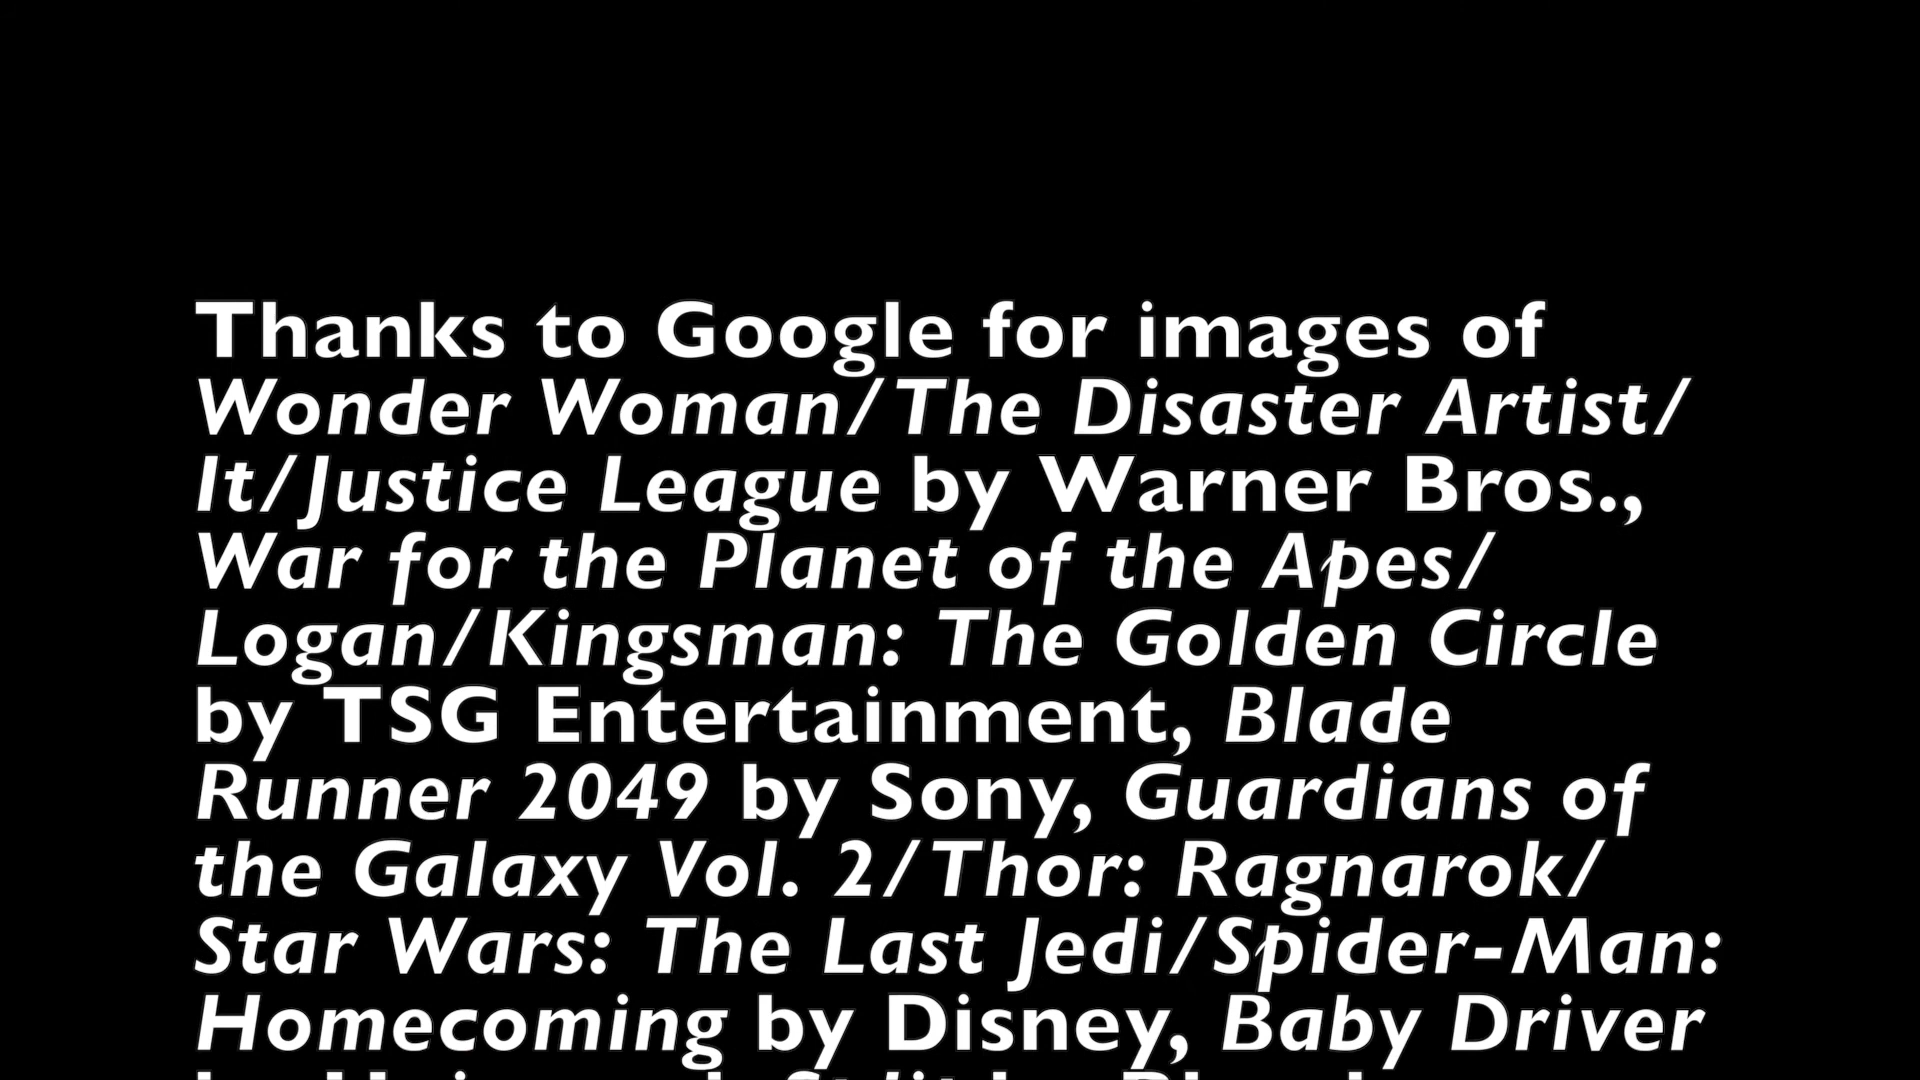 Thanks to Google for images of
Wonder Woman/The Disaster Artist/
It/Justice League by Warner Bros.,
War for the Planet of the Apes/
Logan/Kingsman: The Golden Circle
by TSG Entertainment, Blade
Runner 2049 by Sony, Guardians of
the Galaxy Vol. 2/Thor: Ragnarok/
Star Wars: The Last Jedi/Spider-Man:
Homecoming by Disney, Baby Driver